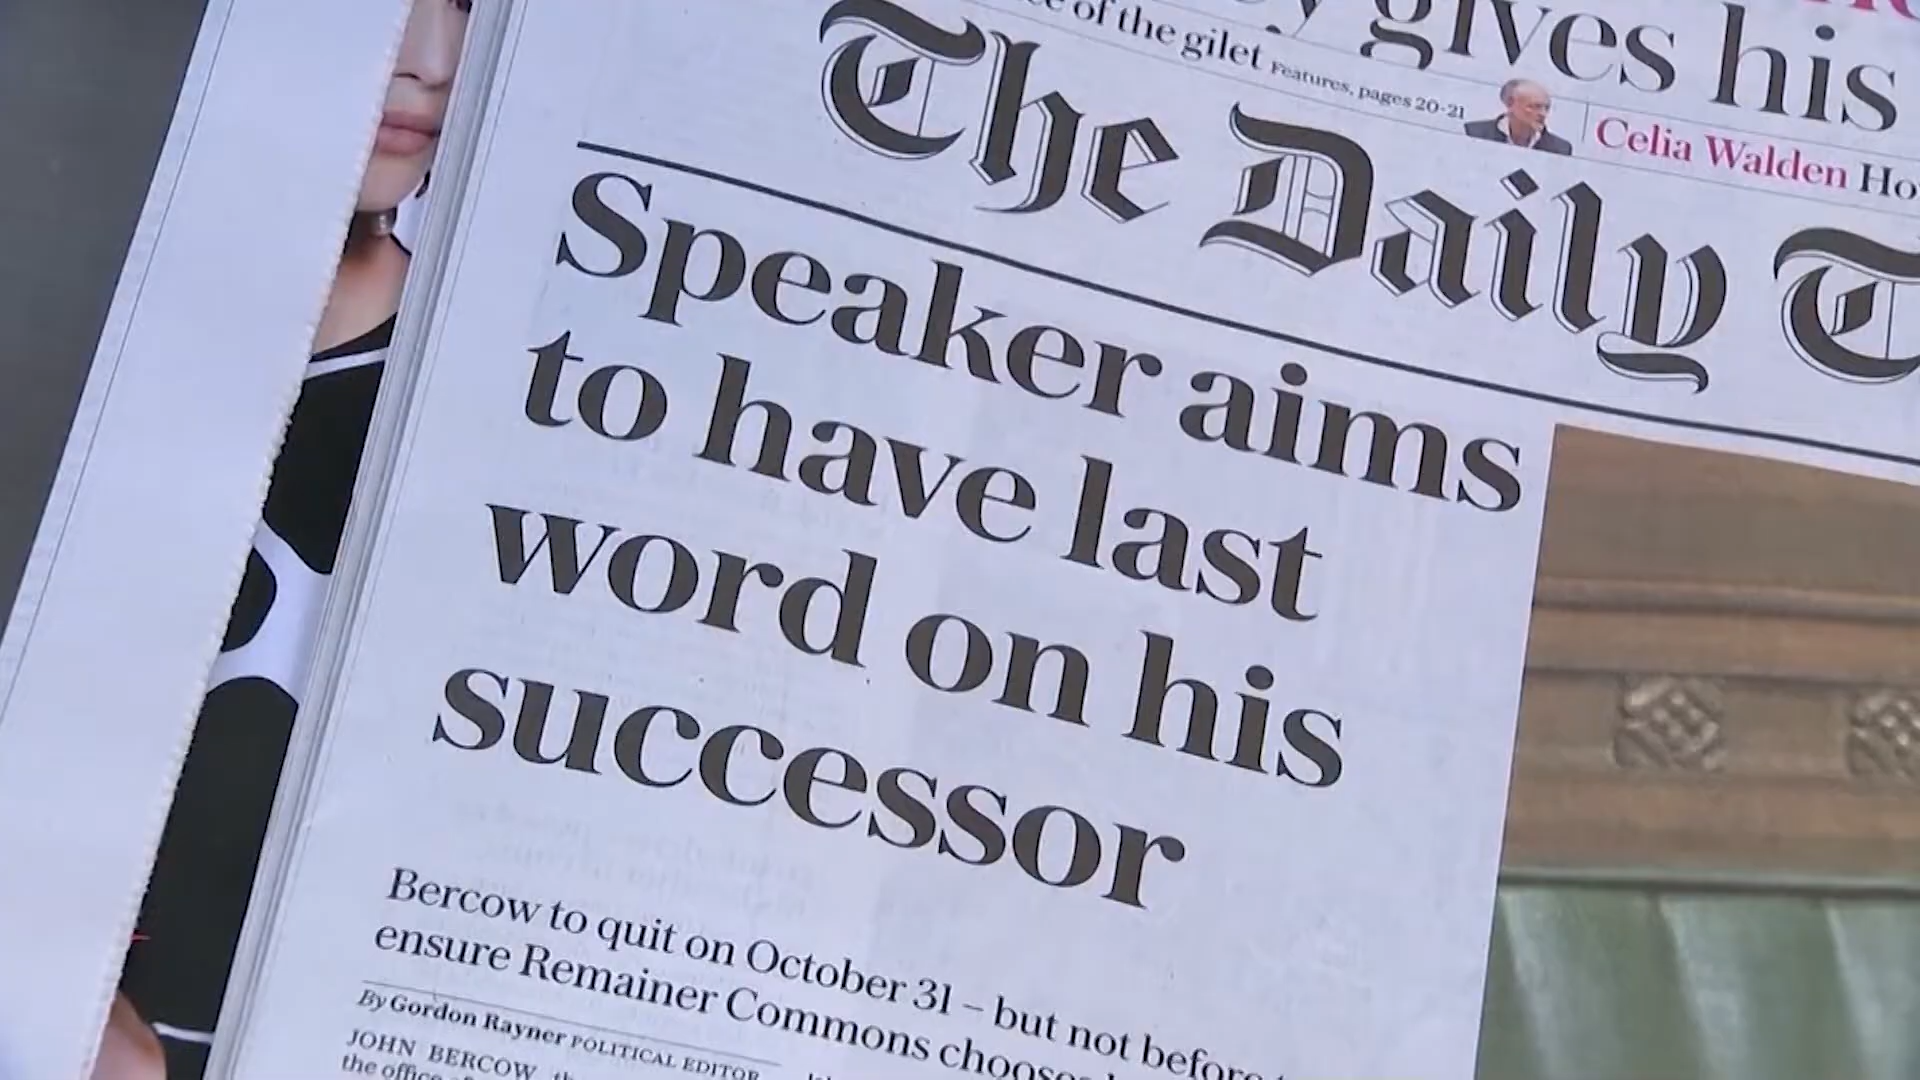 gives his
of the gilet Features, pages 20-21
Celia Walden
The Daily
Speaker aims
to have last
word on his
successor
Bercow to quit on October 31 – but not before
ensure Remainer Commons
By Gordon Rayner POLITICAL EDITOR
JOHN BERCOW
the office